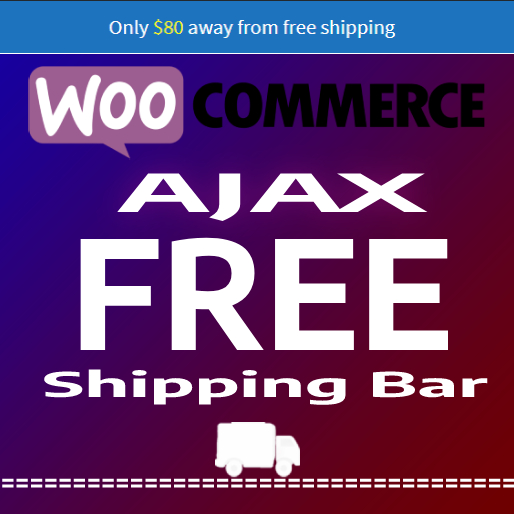 Only $80 away from free shipping
WOO COMMERCE
AJAX
FREE
Shipping Bar